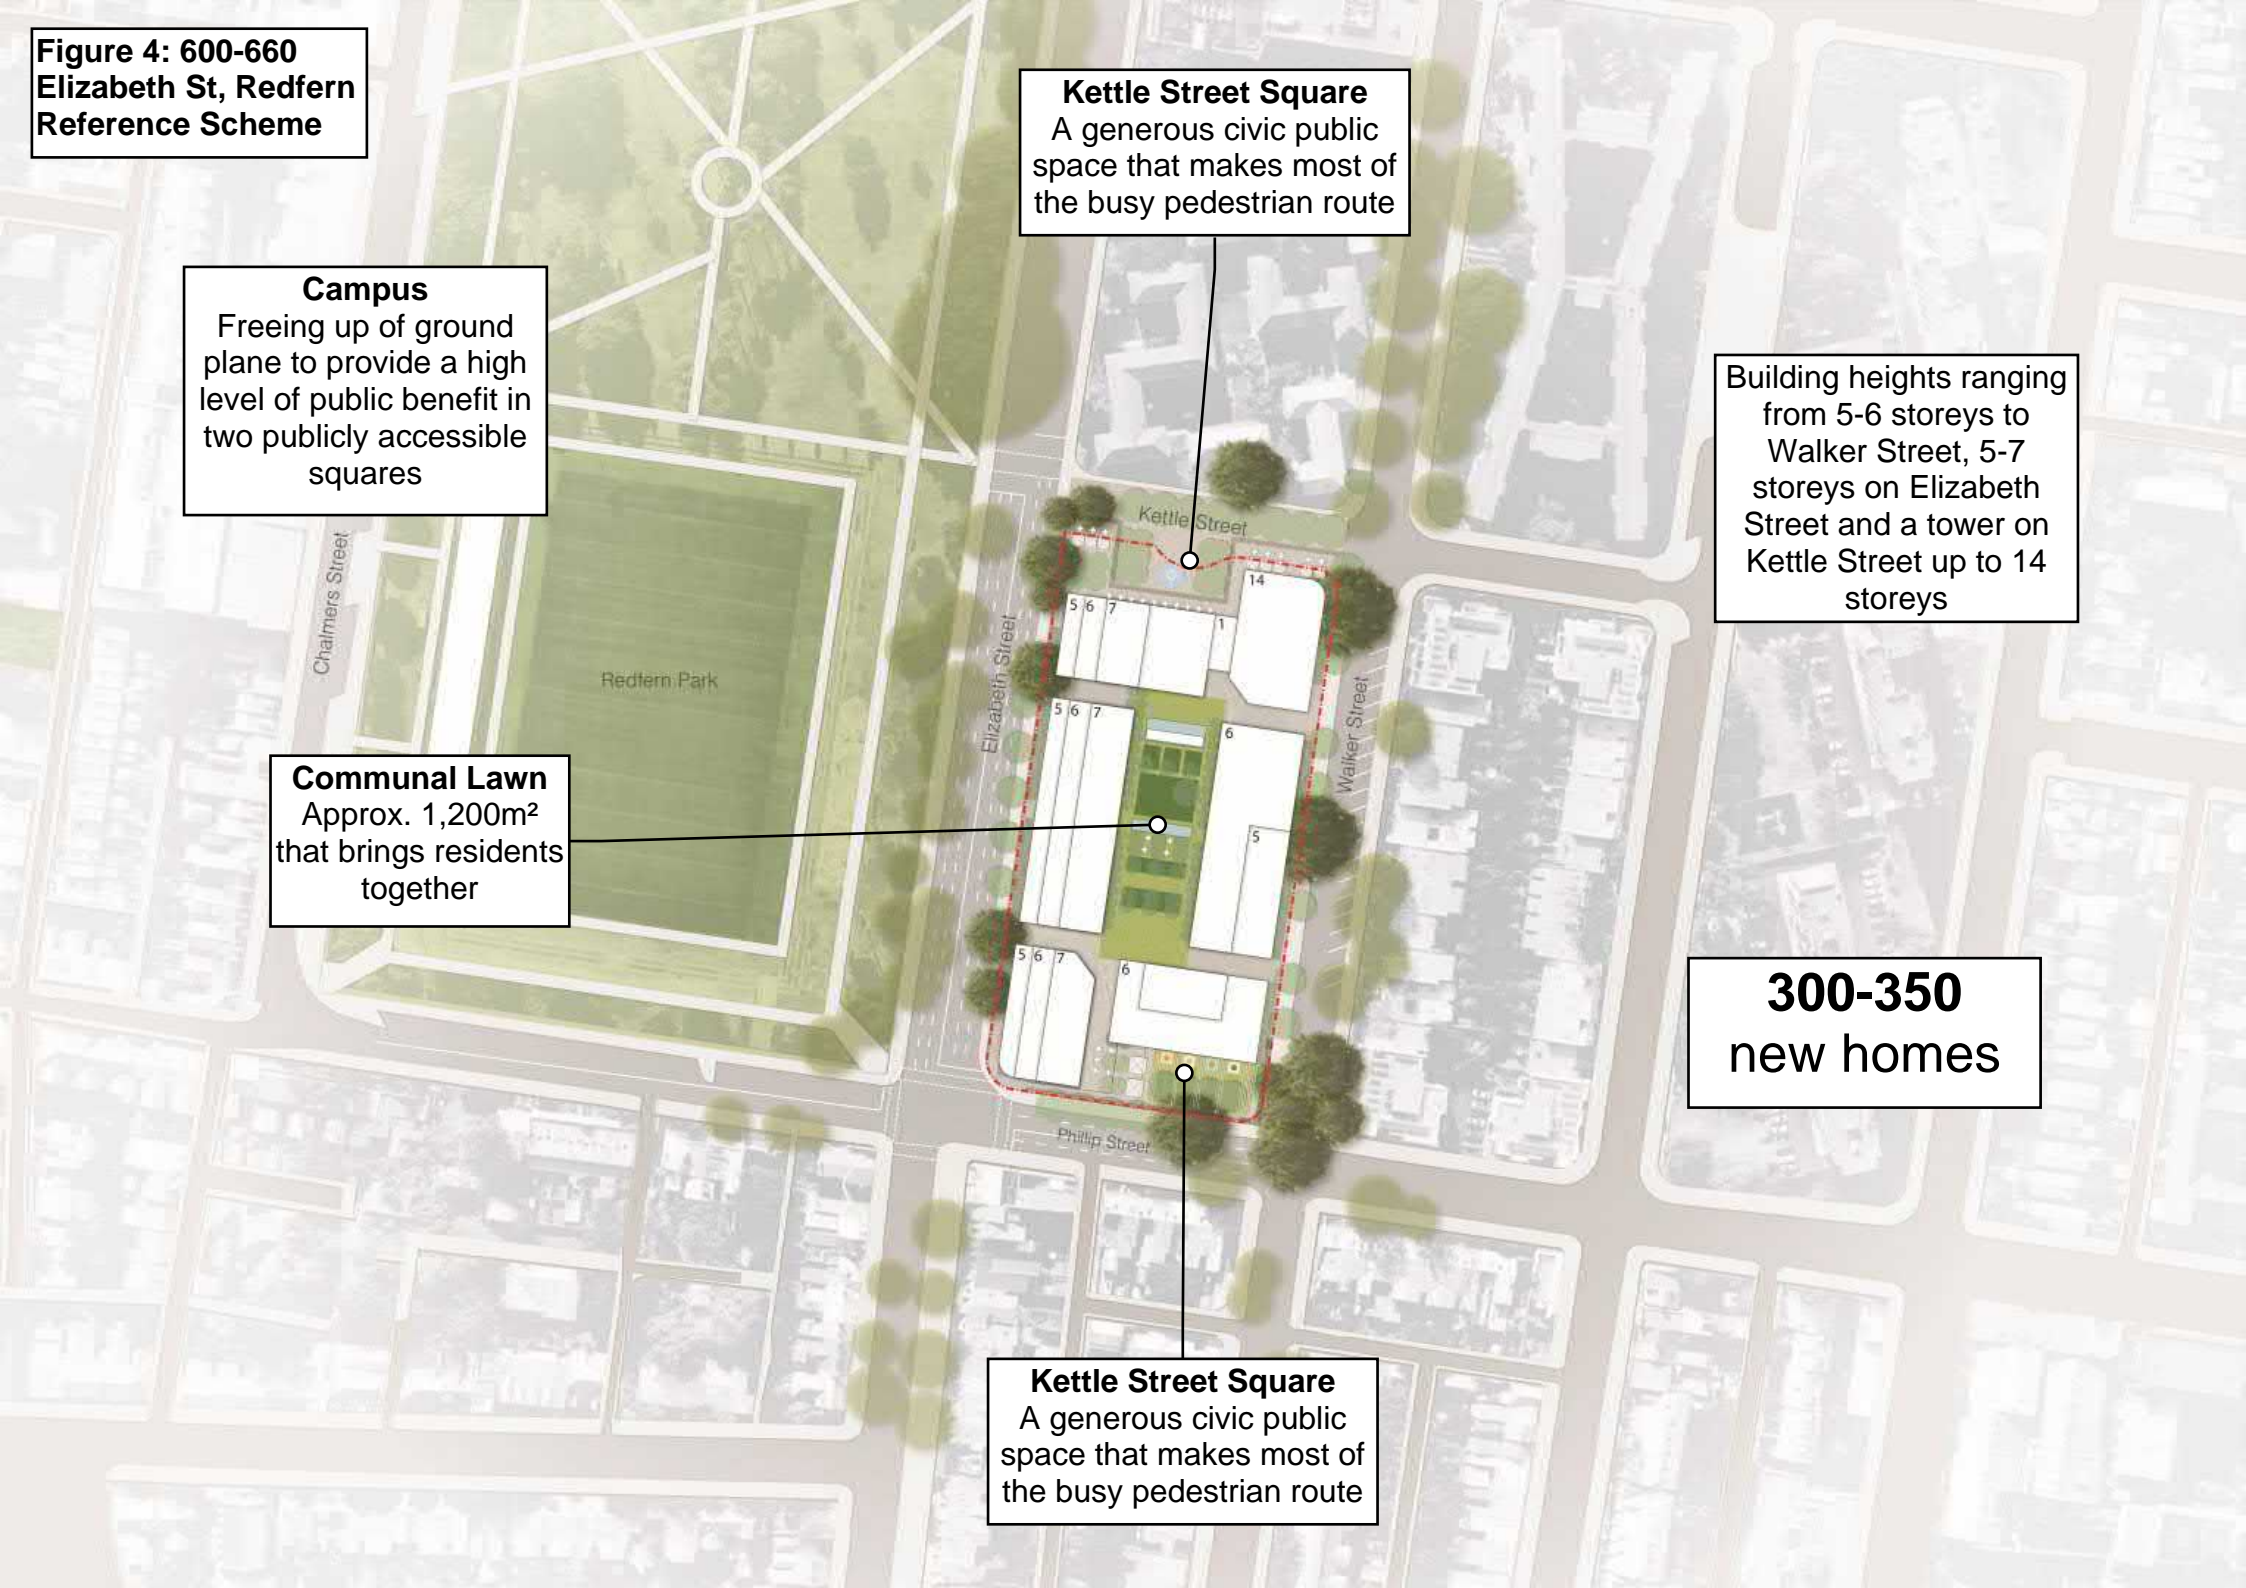 Figure 4: 600-660
Elizabeth St, Redfern
Reference Scheme
Kettle Street Square
A generous civic public
space that makes most of
the busy pedestrian route
Campus
Freeing up of ground
plane to provide a high
level of public benefit in
two publicly accessible
squares
Building heights ranging
from 5-6 storeys to
Walker Street, 5-7
storeys on Elizabeth
Street and a tower on
Kettle Street up to 14
storeys
Kettle Street
Chalmers Street
Redfern Park
Elizabeth Street
Walker Street
14
5 6 7
1
5 6 7
6
5
5 6 7
6
Communal Lawn
Approx. 1,200m²
that brings residents
together
300-350
new homes
Phillip Street
Kettle Street Square
A generous civic public
space that makes most of
the busy pedestrian route